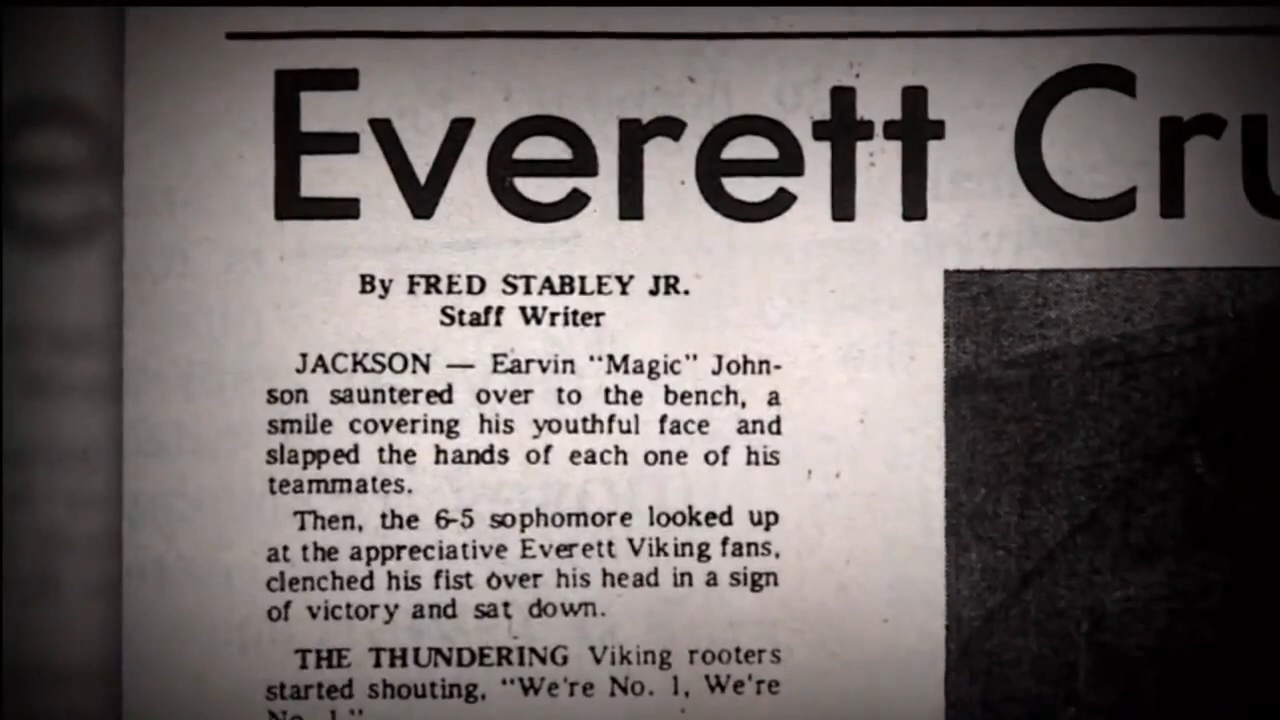 Everett Cru
By FRED STABLEY JR.
Staff Writer
JACKSON — Earvin "Magic" John-
son sauntered over to the bench, a
smile covering his youthful face and
slapped the hands of each one of his
teammates.
Then, the 6-5 sophomore looked up
at the appreciative Everett Viking fans,
clenched his fist over his head in a sign
of victory and sat down.
THE THUNDERING Viking rooters
started shouting, "We're No. 1, We're
No. 1"